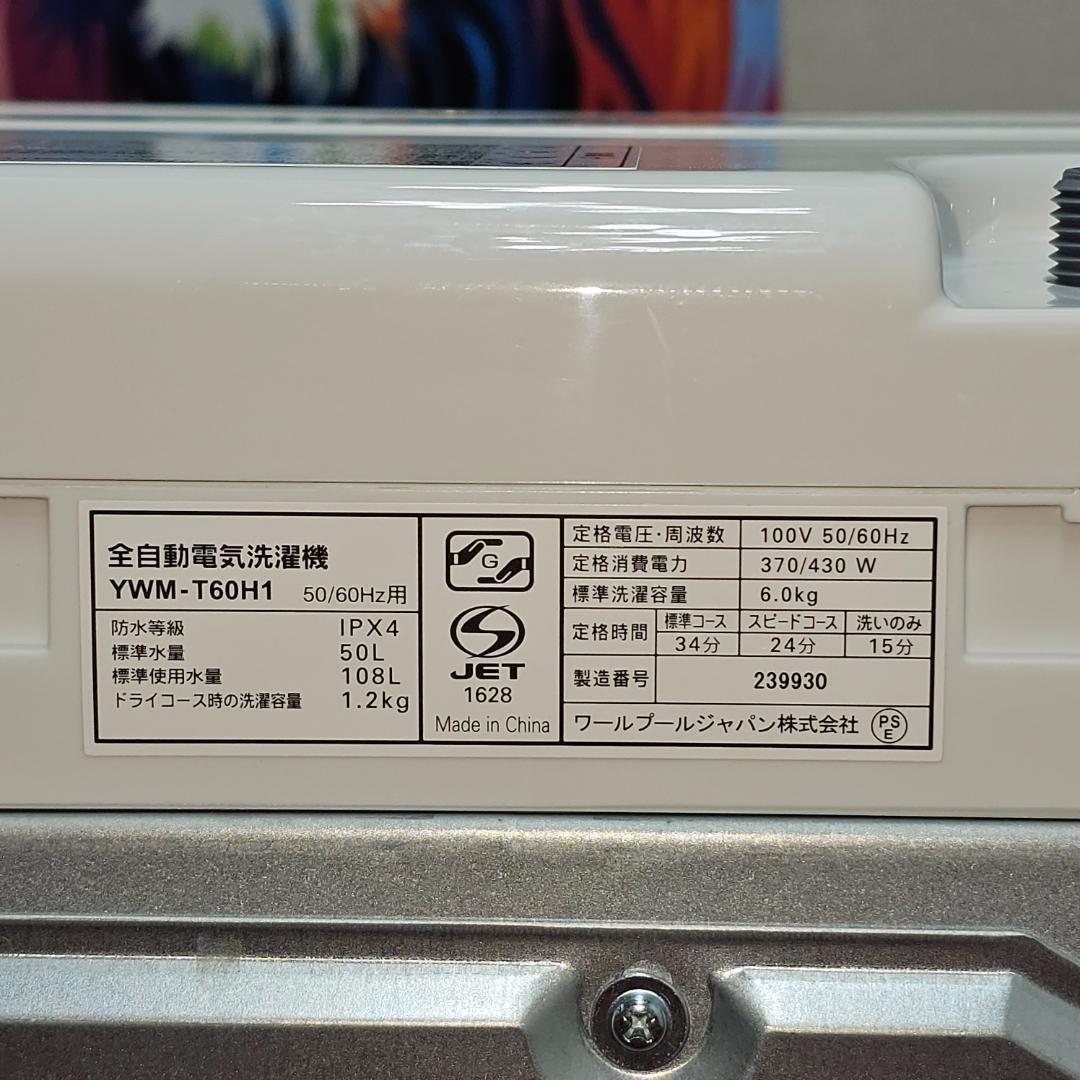 全自動電気洗濯機
YWM-T60H1 50/60Hz用
防水等級 IPX4
標準水量 50L
標準使用水量 108L
ドライコース時の洗濯容量 1.2kg
G
S
JET
1628
Made in China
定格電圧・周波数 100V 50/60Hz
定格消費電力 370/430 W
標準洗濯容量 6.0kg
定格時間 標準コース スピードコース 洗いのみ
34分 24分 15分
製造番号 239930
ワールプールジャパン株式会社 PSE